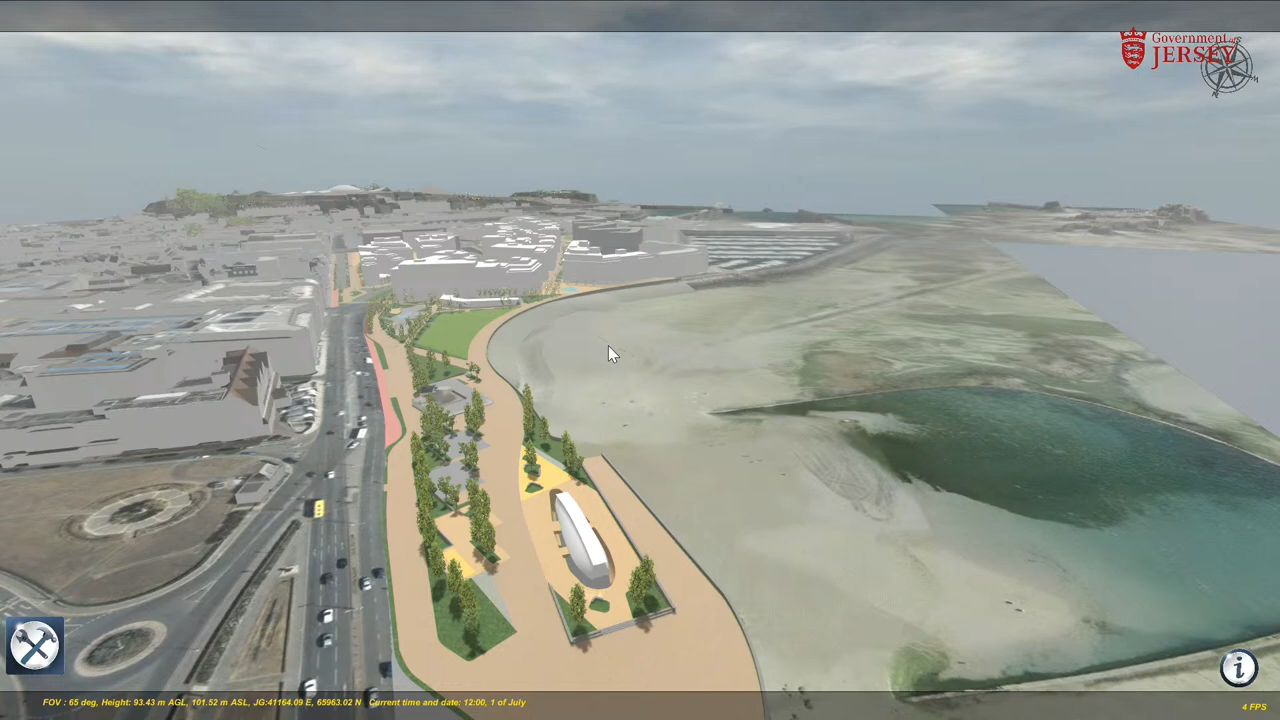 Government of
JERSEY
FOV : 65 deg, Height: 93.43 m AGL, 101.52 m ASL, JG:41164.09 E, 65963.02 N Current time and date: 12:00, 1 of July
4 FPS